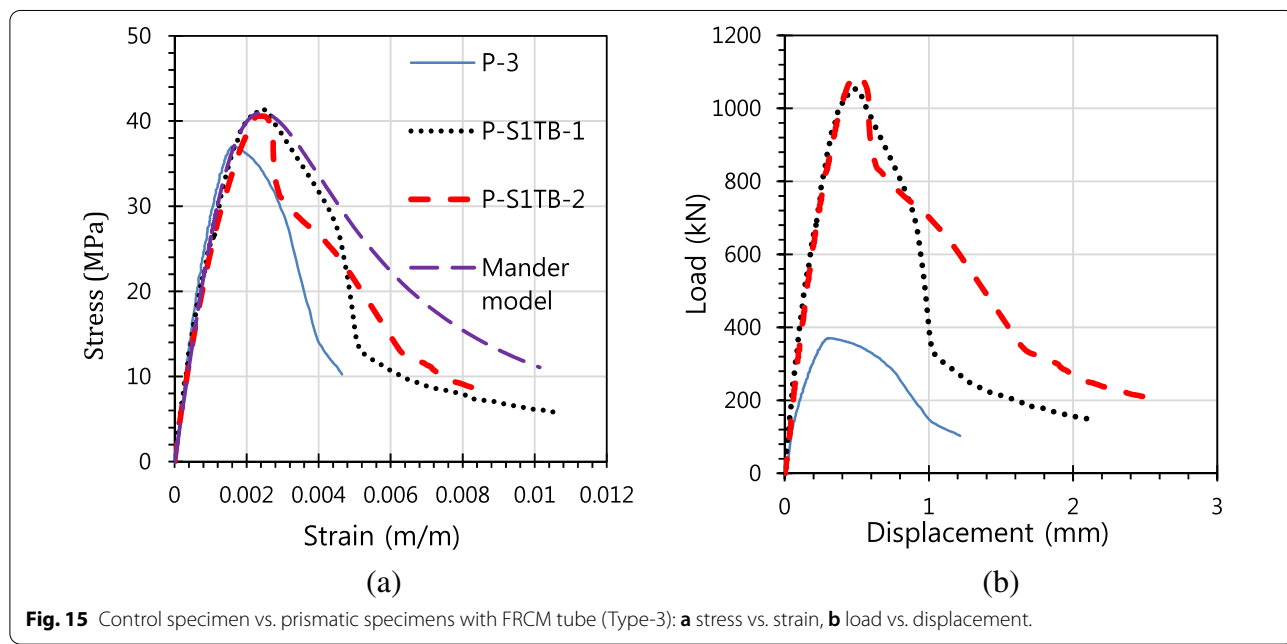 50
40
30
20
10
0
Stress (MPa)
P-3
P-S1TB-1
P-S1TB-2
Mander
model
0 0.002 0.004 0.006 0.008 0.01 0.012
Strain (m/m)
(a)
1200
1000
800
600
400
200
0
Load (kN)
0 1 2 3
Displacement (mm)
(b)
Fig. 15 Control specimen vs. prismatic specimens with FRCM tube (Type-3): a stress vs. strain, b load vs. displacement.